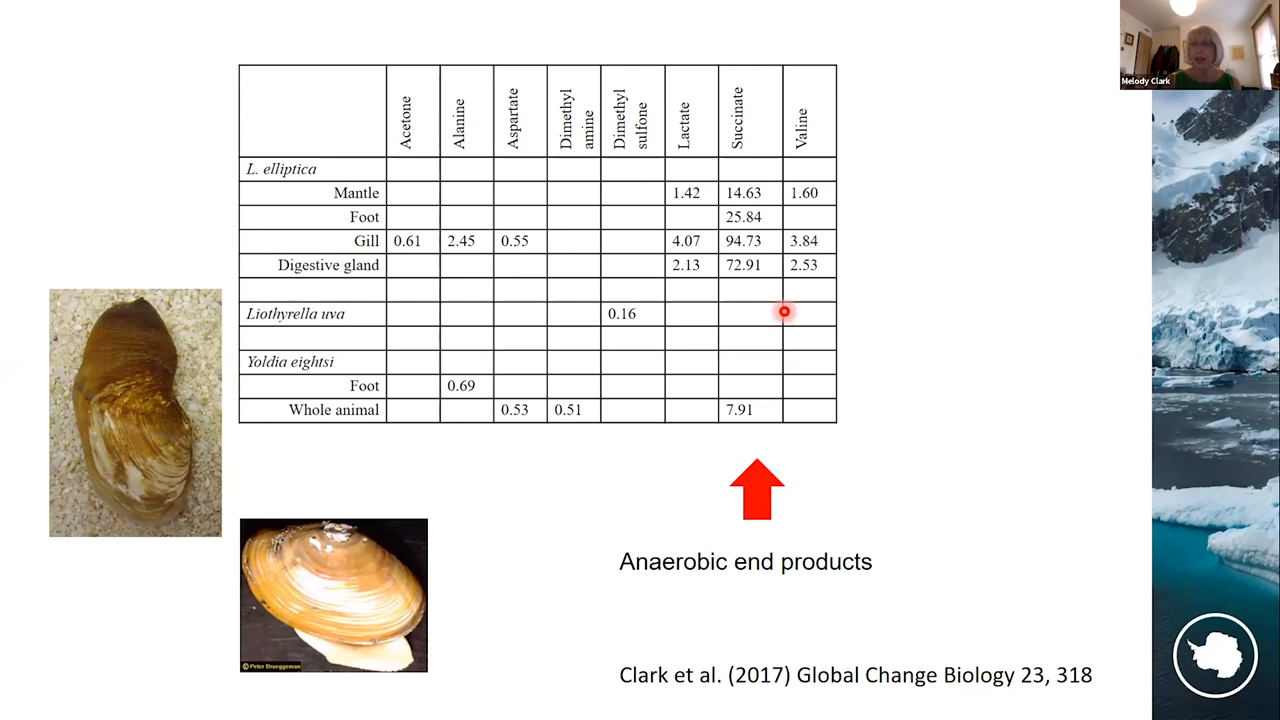 Melody Clark
Acetone Alanine Aspartate Dimethyl amine Dimethyl sulfone Lactate Succinate Valine
L. elliptica
Mantle 1.42 14.63 1.60
Foot 25.84
Gill 0.61 2.45 0.55 4.07 94.73 3.84
Digestive gland 2.13 72.91 2.53
Liothyrella uva 0.16
Yoldia eightsi
Foot 0.69
Whole animal 0.53 0.51 7.91
Anaerobic end products
© Peter Brueggeman
Clark et al. (2017) Global Change Biology 23, 318